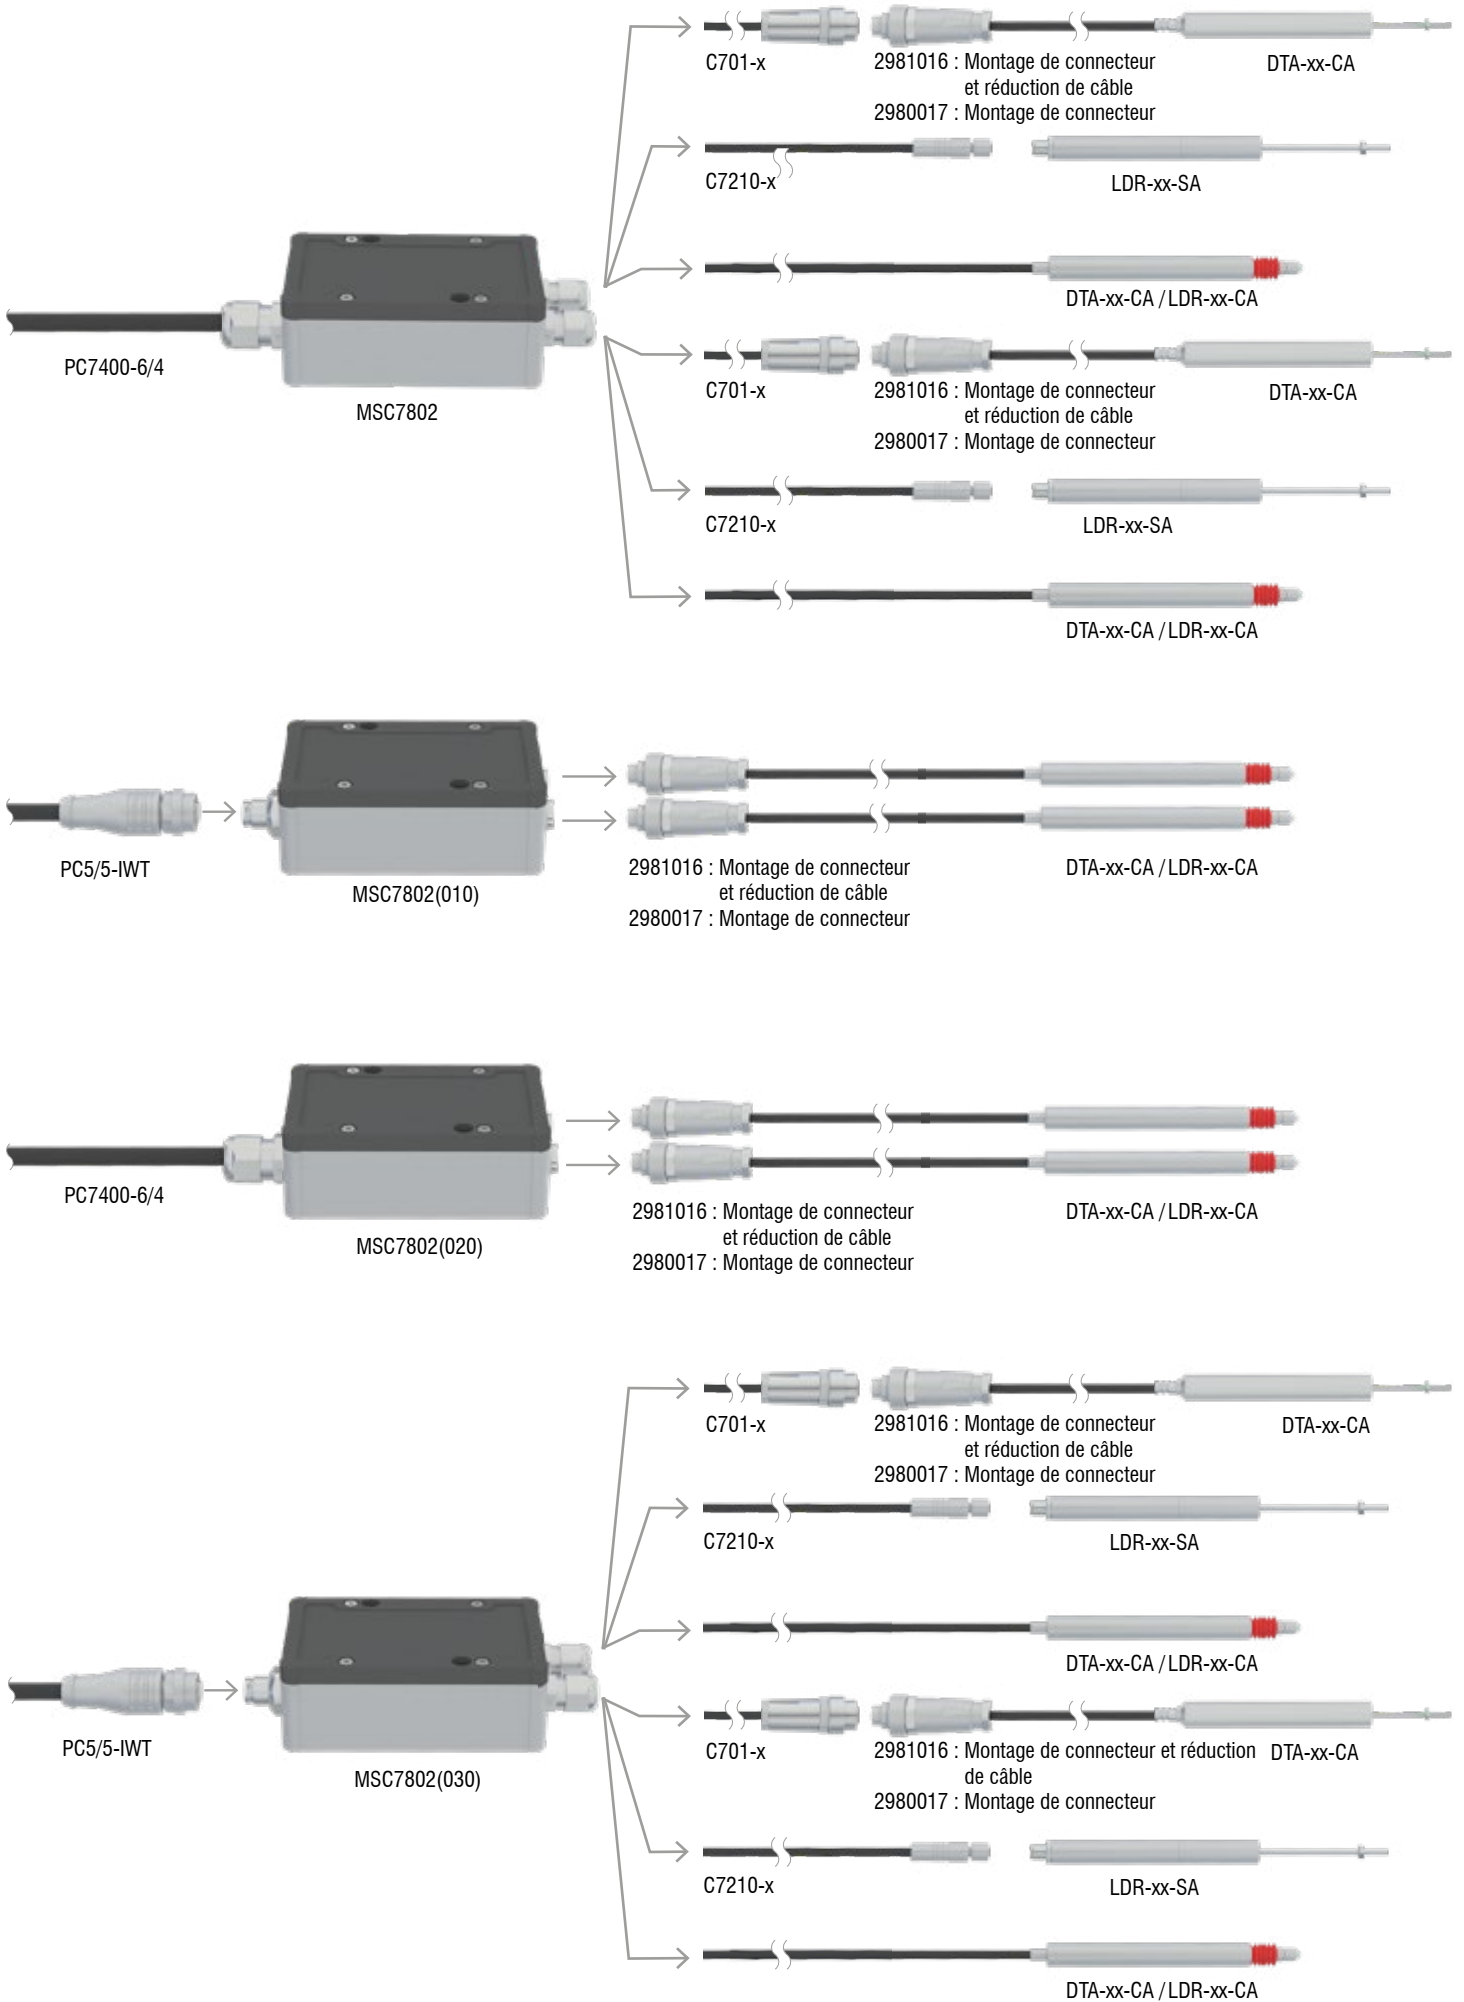 C701-x
2981016 : Montage de connecteur
et réduction de câble
2980017 : Montage de connecteur
DTA-xx-CA
C7210-x
LDR-xx-SA
DTA-xx-CA / LDR-xx-CA
PC7400-6/4
MSC7802
C701-x
2981016 : Montage de connecteur
et réduction de câble
2980017 : Montage de connecteur
DTA-xx-CA
C7210-x
LDR-xx-SA
DTA-xx-CA / LDR-xx-CA
PC5/5-IWT
MSC7802(010)
2981016 : Montage de connecteur
et réduction de câble
2980017 : Montage de connecteur
DTA-xx-CA / LDR-xx-CA
PC7400-6/4
MSC7802(020)
2981016 : Montage de connecteur
et réduction de câble
2980017 : Montage de connecteur
DTA-xx-CA / LDR-xx-CA
C701-x
2981016 : Montage de connecteur
et réduction de câble
2980017 : Montage de connecteur
DTA-xx-CA
C7210-x
LDR-xx-SA
DTA-xx-CA / LDR-xx-CA
PC5/5-IWT
MSC7802(030)
C701-x
2981016 : Montage de connecteur et réduction
de câble
2980017 : Montage de connecteur
DTA-xx-CA
C7210-x
LDR-xx-SA
DTA-xx-CA / LDR-xx-CA